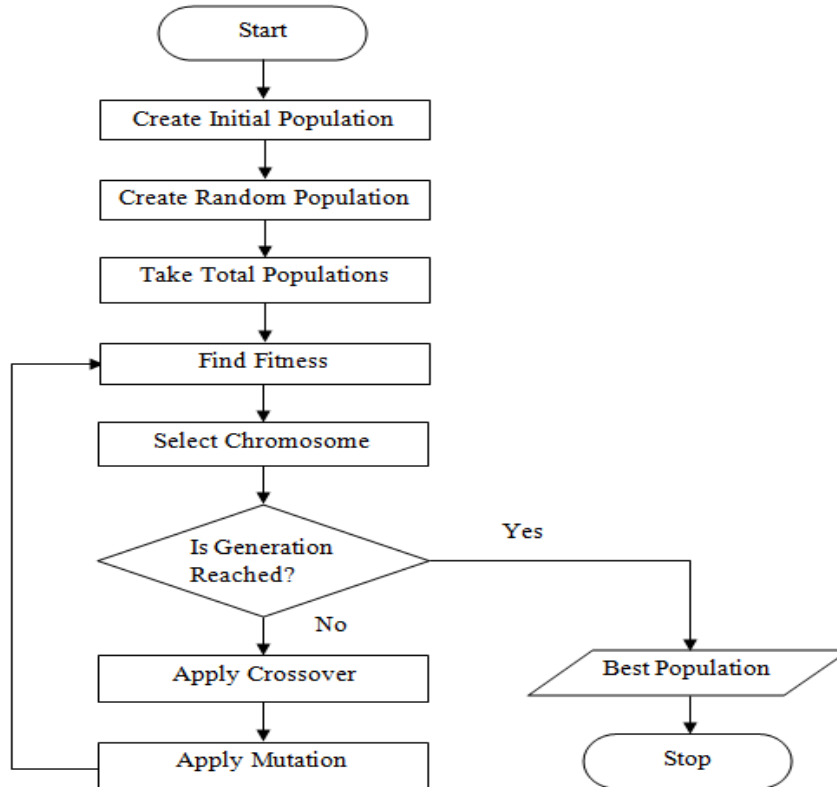 Start
Create Initial Population
Create Random Population
Take Total Populations
Find Fitness
Select Chromosome
Is Generation
Reached?
Yes
No
Apply Crossover
Best Population
Apply Mutation
Stop